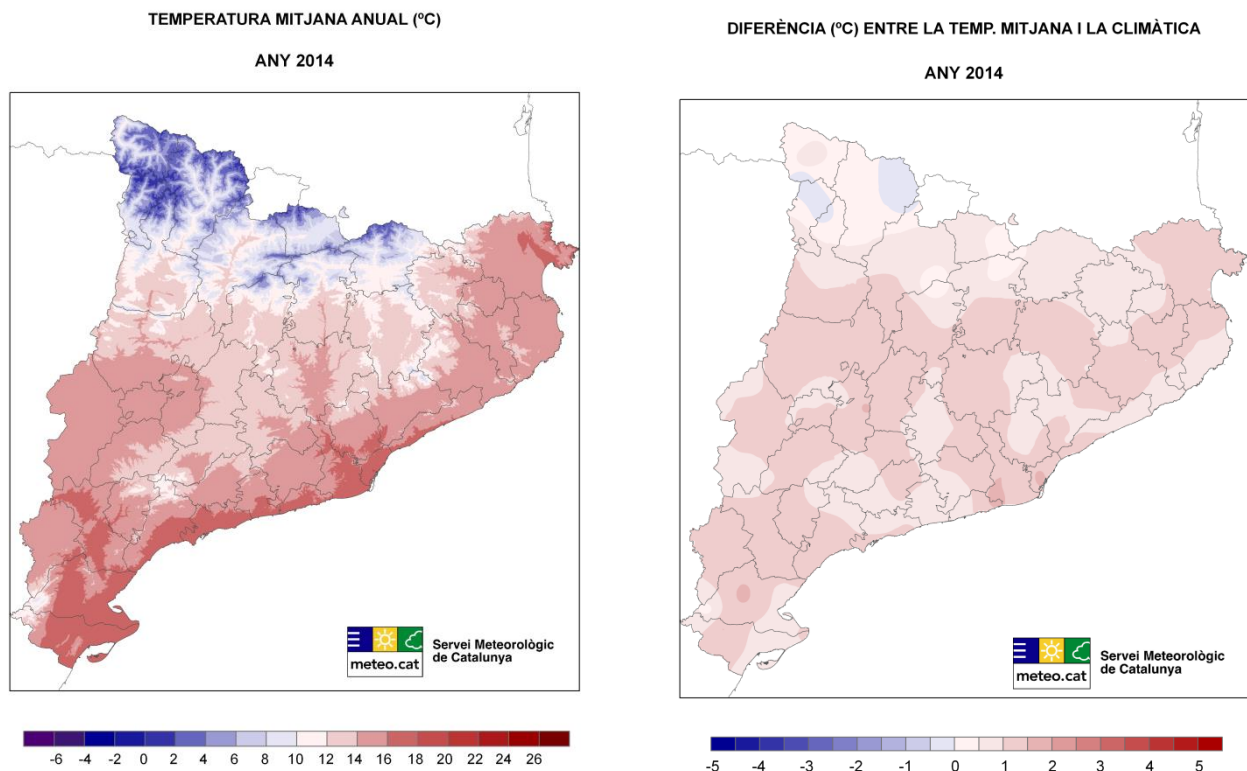 TEMPERATURA MITJANA ANUAL (ºC)
ANY 2014
meteo.cat
Servei Meteorològic
de Catalunya
-6 -4 -2 0 2 4 6 8 10 12 14 16 18 20 22 24 26
DIFERÈNCIA (ºC) ENTRE LA TEMP. MITJANA I LA CLIMÀTICA
ANY 2014
meteo.cat
Servei Meteorològic
de Catalunya
-5 -4 -3 -2 -1 0 1 2 3 4 5